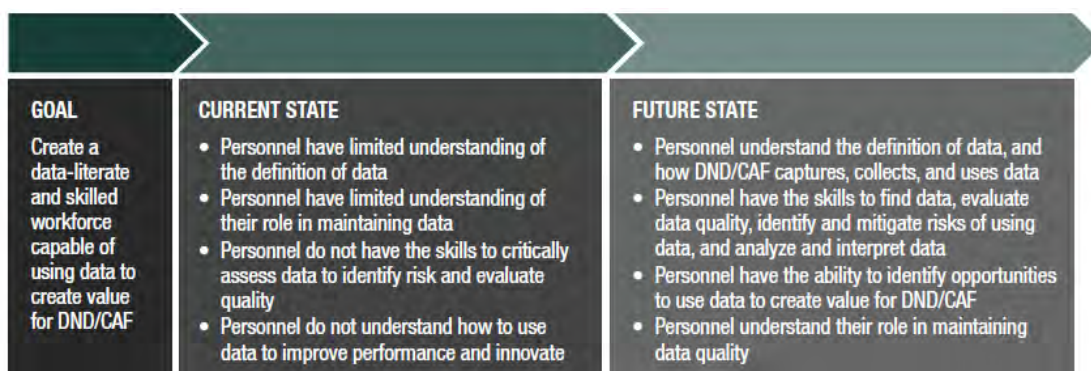 GOAL
Create a
data-literate
and skilled
workforce
capable of
using data to
create value
for DND/CAF
CURRENT STATE
• Personnel have limited understanding of
the definition of data
• Personnel have limited understanding of
their role in maintaining data
• Personnel do not have the skills to critically
assess data to identify risk and evaluate
quality
• Personnel do not understand how to use
data to improve performance and innovate
FUTURE STATE
• Personnel understand the definition of data, and
how DND/CAF captures, collects, and uses data
• Personnel have the skills to find data, evaluate
data quality, identify and mitigate risks of using
data, and analyze and interpret data
• Personnel have the ability to identify opportunities
to use data to create value for DND/CAF
• Personnel understand their role in maintaining
data quality